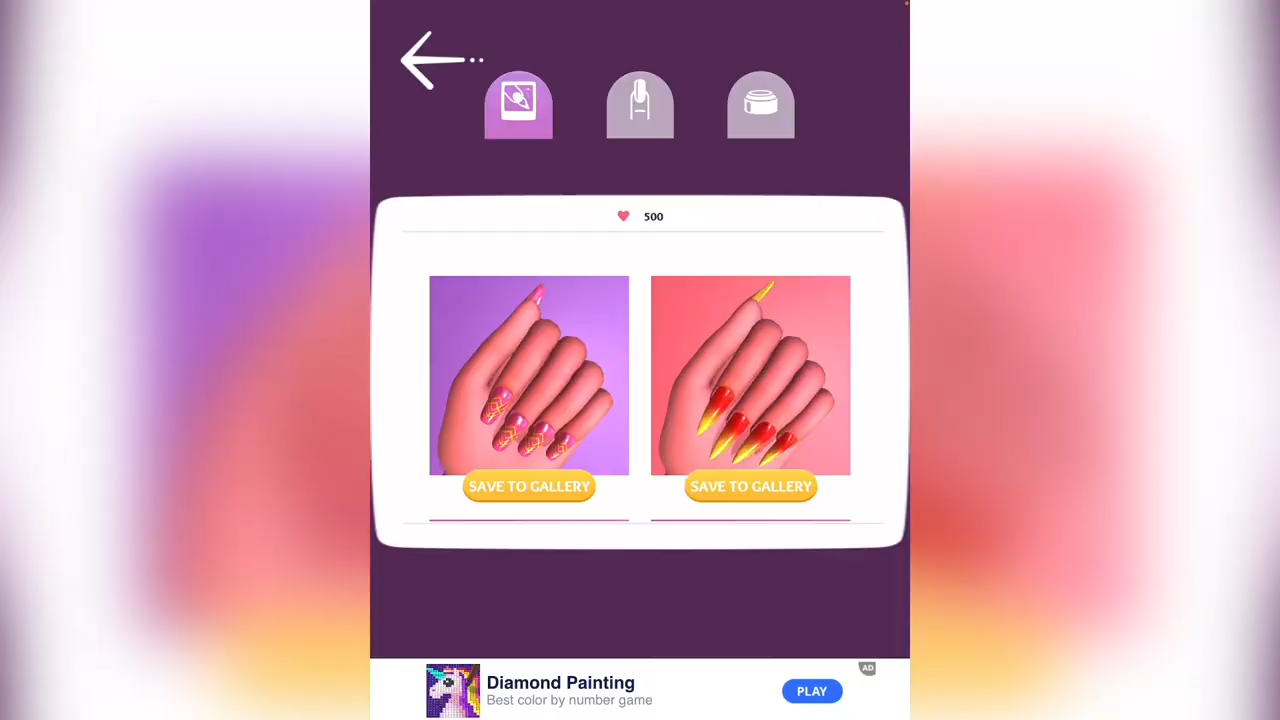 500
SAVE TO GALLERY
SAVE TO GALLERY
Diamond Painting
Best color by number game
PLAY
AD